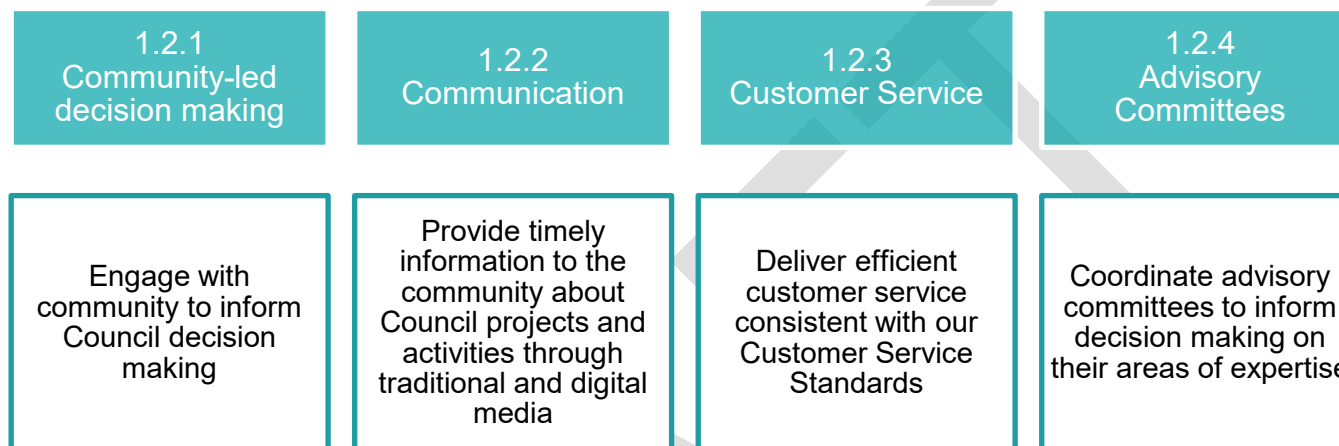 1.2.1
Community-led
decision making
1.2.2
Communication
1.2.3
Customer Service
1.2.4
Advisory
Committees
Engage with
community to inform
Council decision
making
Provide timely
information to the
community about
Council projects and
activities through
traditional and digital
media
Deliver efficient
customer service
consistent with our
Customer Service
Standards
Coordinate advisory
committees to inform
decision making on
their areas of expertise